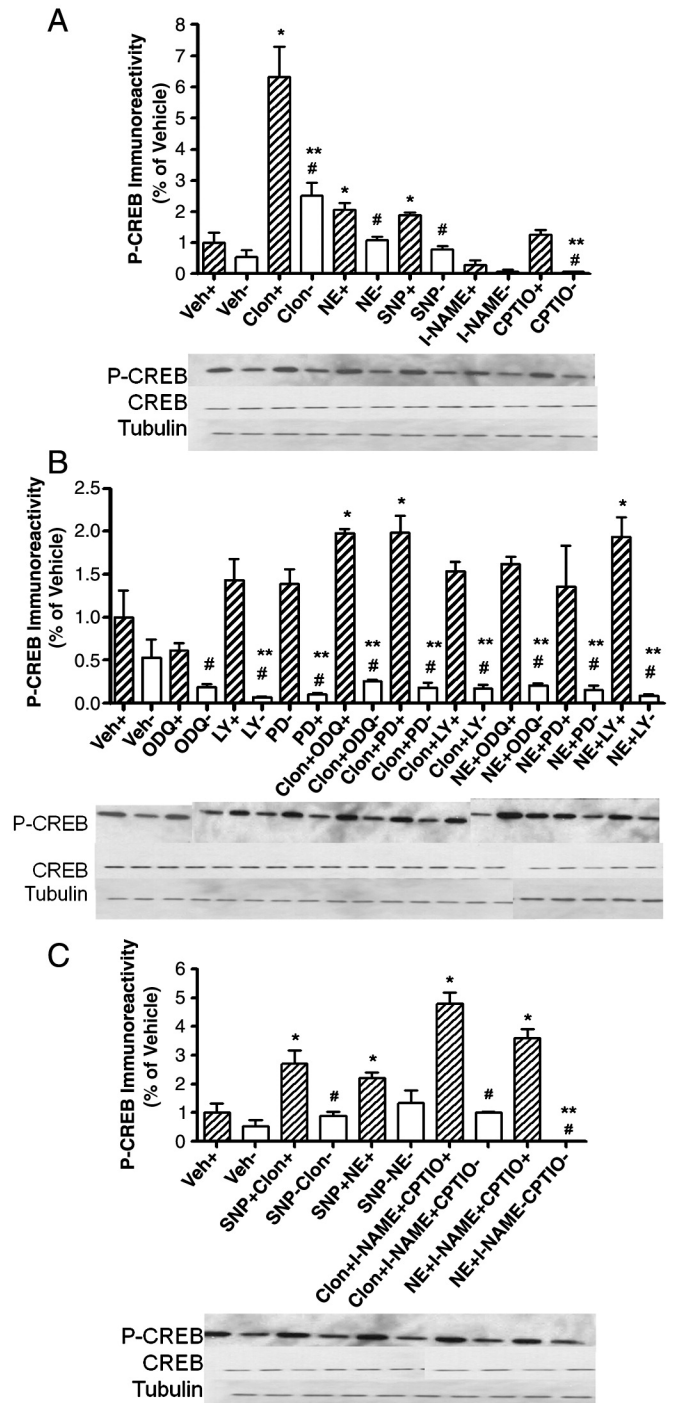 A
P-CREB Immunoreactivity
(% of Vehicle)
8
7
6
5
4
3
2
1
0
*
**
#
*
#
*
#
**
#
Veh+
Veh-
Clon+
Clon-
NE+
NE-
SNP+
SNP-
I-NAME+
I-NAME-
CPTIO+
CPTIO-
P-CREB
CREB
Tubulin
B
P-CREB Immunoreactivity
(% of Vehicle)
2.5
2.0
1.5
1.0
0.5
0.0
#
**
#
**
#
*
**
#
*
**
#
**
#
**
#
**
#
*
**
#
Veh+
Veh-
ODQ+
ODQ-
LY+
LY-
PD-
PD+
Clon+ODQ+
Clon+ODQ-
Clon+PD+
Clon+PD-
Clon+LY+
Clon+LY-
NE+ODQ+
NE+ODQ-
NE+PD+
NE+PD-
NE+LY+
NE+LY-
P-CREB
CREB
Tubulin
C
P-CREB Immunoreactivity
(% of Vehicle)
6
5
4
3
2
1
0
*
#
*
*
#
*
**
#
Veh+
Veh-
SNP+Clon+
SNP-Clon-
SNP+NE+
SNP-NE-
Clon+I-NAME+CPTIO+
Clon+I-NAME+CPTIO-
NE+I-NAME+CPTIO+
NE+I-NAME-CPTIO-
P-CREB
CREB
Tubulin